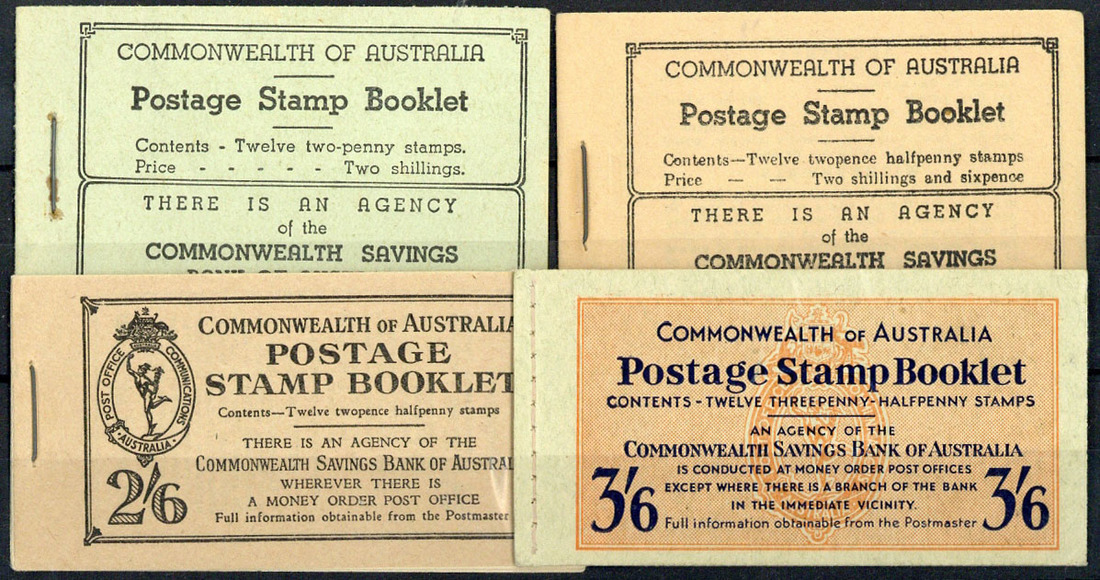 COMMONWEALTH OF AUSTRALIA
Postage Stamp Booklet
Contents - Twelve two-penny stamps.
Price - - - - - Two shillings.
THERE IS AN AGENCY
of the
COMMONWEALTH SAVINGS
COMMONWEALTH OF AUSTRALIA
Postage Stamp Booklet
Contents—Twelve twopence halfpenny stamps
Price — — Two shillings and sixpence
THERE IS AN AGENCY
of the
COMMONWEALTH SAVINGS
POST OFFICE COMMUNICATIONS
·AUSTRALIA·
COMMONWEALTH OF AUSTRALIA
POSTAGE
STAMP BOOKLET
Contents—Twelve twopence halfpenny stamps
THERE IS AN AGENCY OF THE
COMMONWEALTH SAVINGS BANK OF AUSTRAL
WHEREVER THERE IS
A MONEY ORDER POST OFFICE
Full information obtainable from the Postmaster
2/6
COMMONWEALTH OF AUSTRALIA
Postage Stamp Booklet
CONTENTS - TWELVE THREEPENNY-HALFPENNY STAMPS
AN AGENCY OF THE
COMMONWEALTH SAVINGS BANK OF AUSTRALIA
IS CONDUCTED AT MONEY ORDER POST OFFICES
EXCEPT WHERE THERE IS A BRANCH OF THE BANK
IN THE IMMEDIATE VICINITY.
Full information obtainable from the Postmaster
3/6 3/6